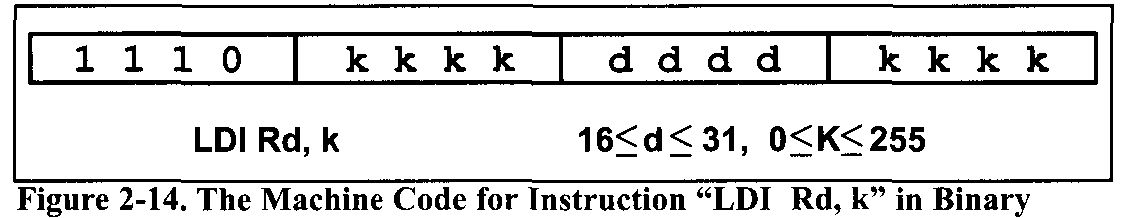 1 1 1 0 k k k k d d d d k k k k
LDI Rd, k 16≤d≤31, 0≤K≤255
Figure 2-14. The Machine Code for Instruction “LDI Rd, k” in Binary